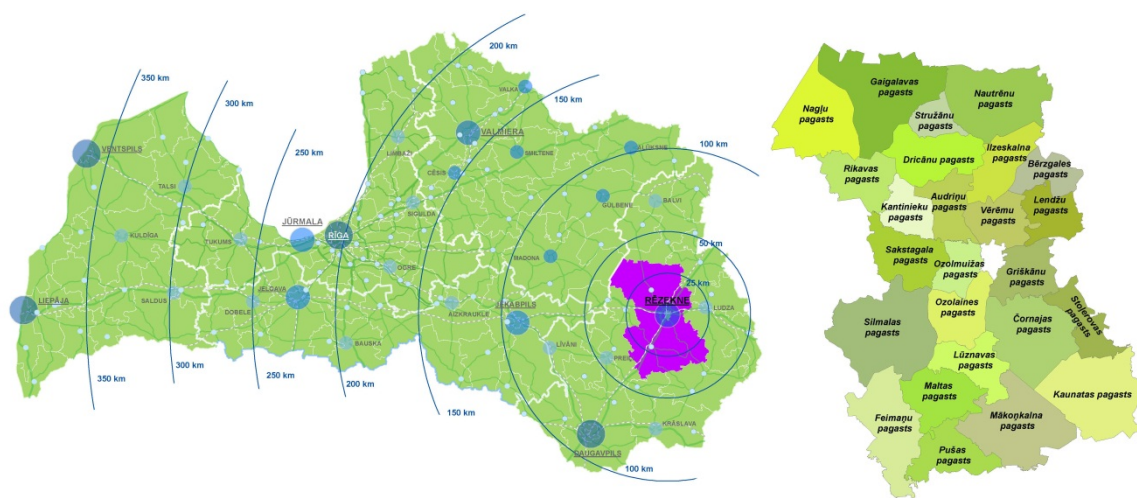 350 km
300 km
250 km
200 km
150 km
100 km
50 km
25 km
VENTSPILS
TALSI
KULDĪGA
LIEPĀJA
SALDUS
TUKUMS
JŪRMALA
RĪGA
JELGAVA
DOBELE
BAUSKA
OGRE
SIGULDA
LIMBAŽI
CĒSIS
VALMIERA
VALKA
SMILTENE
ALŪKSNE
GULBENE
BALVI
MADONA
AIZKRAUKLE
JĒKABPILS
LĪVĀNI
PREIĻI
RĒZEKNE
LUDZA
KRĀSLAVA
DAUGAVPILS
350 km
300 km
250 km
200 km
150 km
100 km
Nagļu
pagasts
Gaigalavas
pagasts
Nautrēnu
pagasts
Stružānu
pagasts
Rikavas
pagasts
Dricānu pagasts
Ilzeskalna
pagasts
Bērzgales
pagasts
Kantinieku
pagasts
Audriņu
pagasts
Vērēmu
pagasts
Lendžu
pagasts
Sakstagala
pagasts
Ozolmuižas
pagasts
Griškānu
pagasts
Silmalas
pagasts
Ozolaines
pagasts
Čornajas
pagasts
Stoļerovas
pagasts
Lūznavas
pagasts
Maltas
pagasts
Kaunatas pagasts
Feimaņu
pagasts
Mākoņkalna
pagasts
Pušas
pagasts